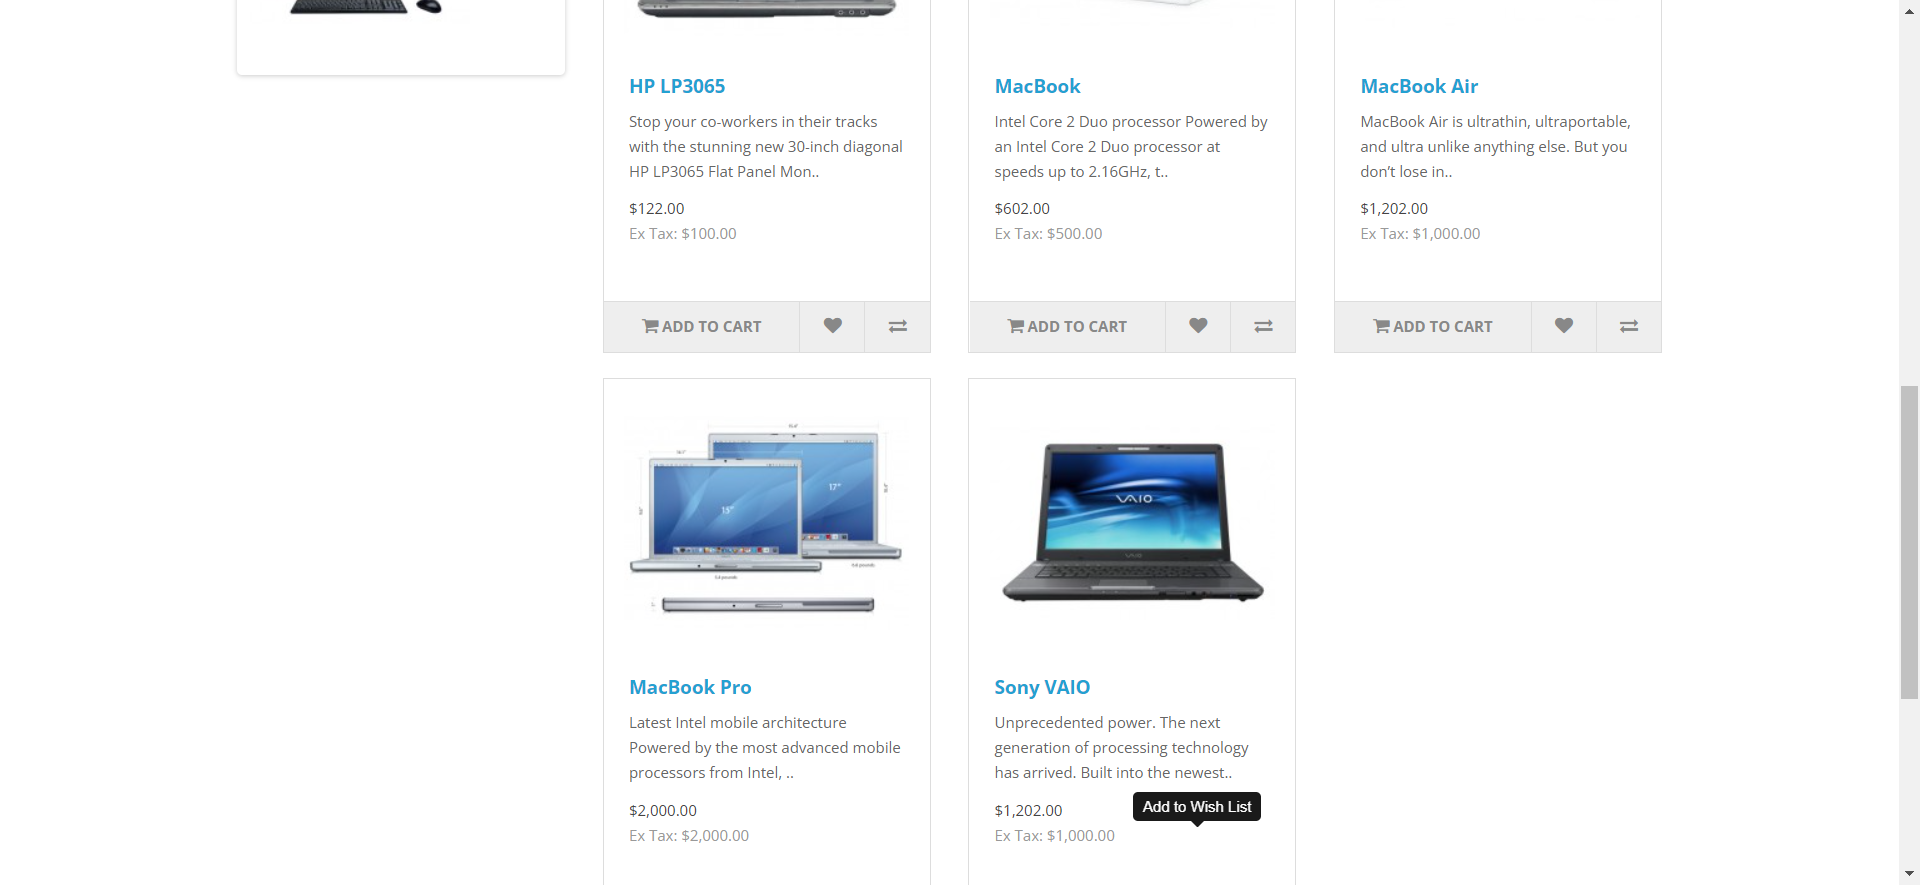 HP LP3065
Stop your co-workers in their tracks
with the stunning new 30-inch diagonal
HP LP3065 Flat Panel Mon..
$122.00
Ex Tax: $100.00
ADD TO CART
MacBook
Intel Core 2 Duo processor Powered by
an Intel Core 2 Duo processor at
speeds up to 2.16GHz, t..
$602.00
Ex Tax: $500.00
ADD TO CART
MacBook Air
MacBook Air is ultrathin, ultraportable,
and ultra unlike anything else. But you
don’t lose in..
$1,202.00
Ex Tax: $1,000.00
ADD TO CART
17"
15"
MacBook Pro
Latest Intel mobile architecture
Powered by the most advanced mobile
processors from Intel, ..
$2,000.00
Ex Tax: $2,000.00
VAIO
VAIO
Sony VAIO
Unprecedented power. The next
generation of processing technology
has arrived. Built into the newest..
Add to Wish List
$1,202.00
Ex Tax: $1,000.00